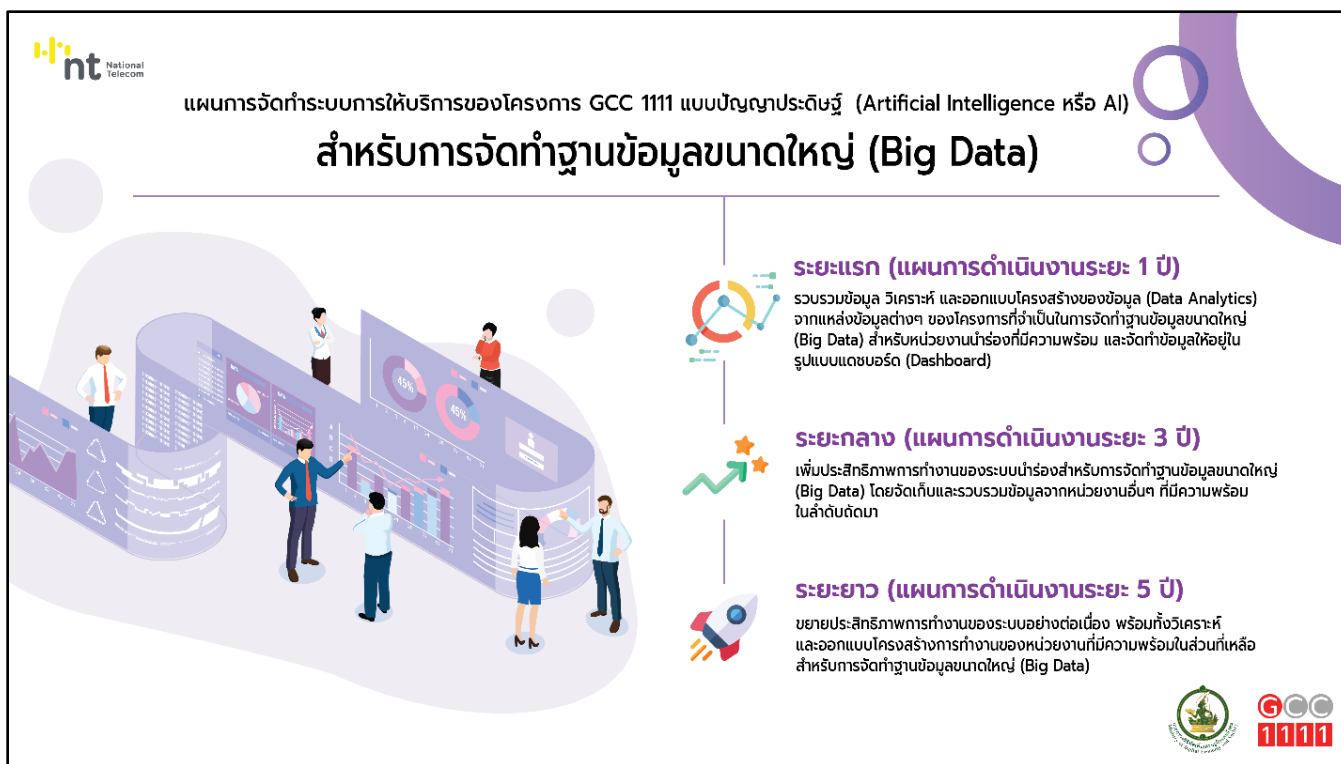 nt National
Telecom
แผนการจัดทำระบบการให้บริการของโครงการ GCC 1111 แบบปัญญาประดิษฐ์ (Artificial Intelligence หรือ AI)
สำหรับการจัดทำฐานข้อมูลขนาดใหญ่ (Big Data)
ระยะแรก (แผนการดำเนินงานระยะ 1 ปี)
รวบรวมข้อมูล วิเคราะห์ และออกแบบโครงสร้างของข้อมูล (Data Analytics)
จากแหล่งข้อมูลต่างๆ ของโครงการที่จำเป็นในการจัดทำฐานข้อมูลขนาดใหญ่
(Big Data) สำหรับหน่วยงานนำร่องที่มีความพร้อม และจัดทำข้อมูลให้อยู่ใน
รูปแบบแดชบอร์ด (Dashboard)
ระยะกลาง (แผนการดำเนินงานระยะ 3 ปี)
เพิ่มประสิทธิภาพการทำงานของระบบนำร่องสำหรับการจัดทำฐานข้อมูลขนาดใหญ่
(Big Data) โดยจัดเก็บและรวบรวมข้อมูลจากหน่วยงานอื่นๆ ที่มีความพร้อม
ในลำดับถัดมา
ระยะยาว (แผนการดำเนินงานระยะ 5 ปี)
ขยายประสิทธิภาพการทำงานของระบบอย่างต่อเนื่อง พร้อมทั้งวิเคราะห์
และออกแบบโครงสร้างการทำงานของหน่วยงานที่มีความพร้อมในส่วนที่เหลือ
สำหรับการจัดทำฐานข้อมูลขนาดใหญ่ (Big Data)
45%
45%
GCC
1111